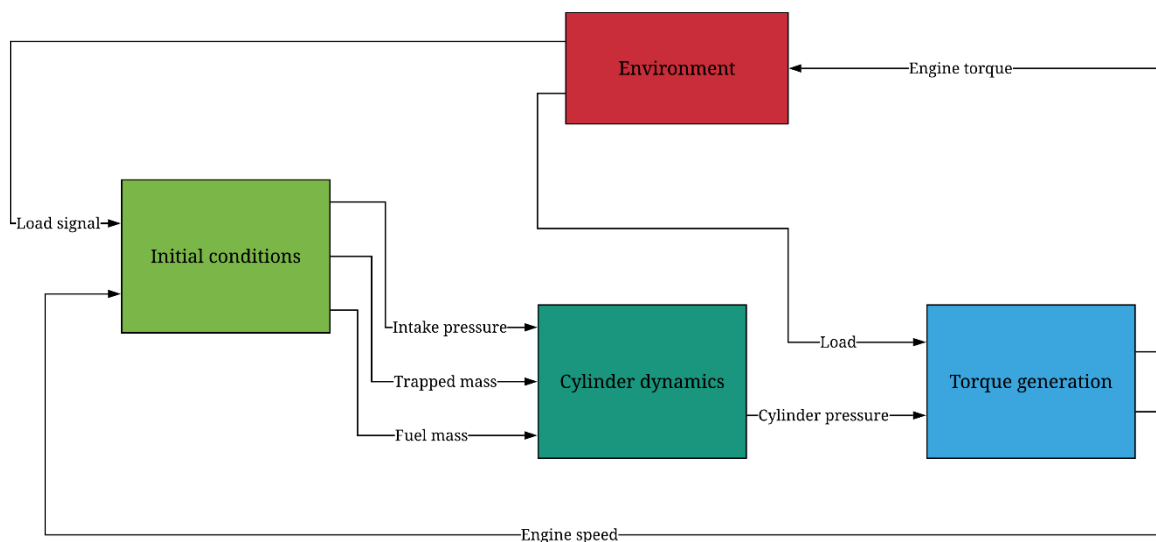 Environment
Engine torque
Load signal
Initial conditions
Intake pressure
Load
Trapped mass
Cylinder dynamics
Torque generation
Cylinder pressure
Fuel mass
Engine speed